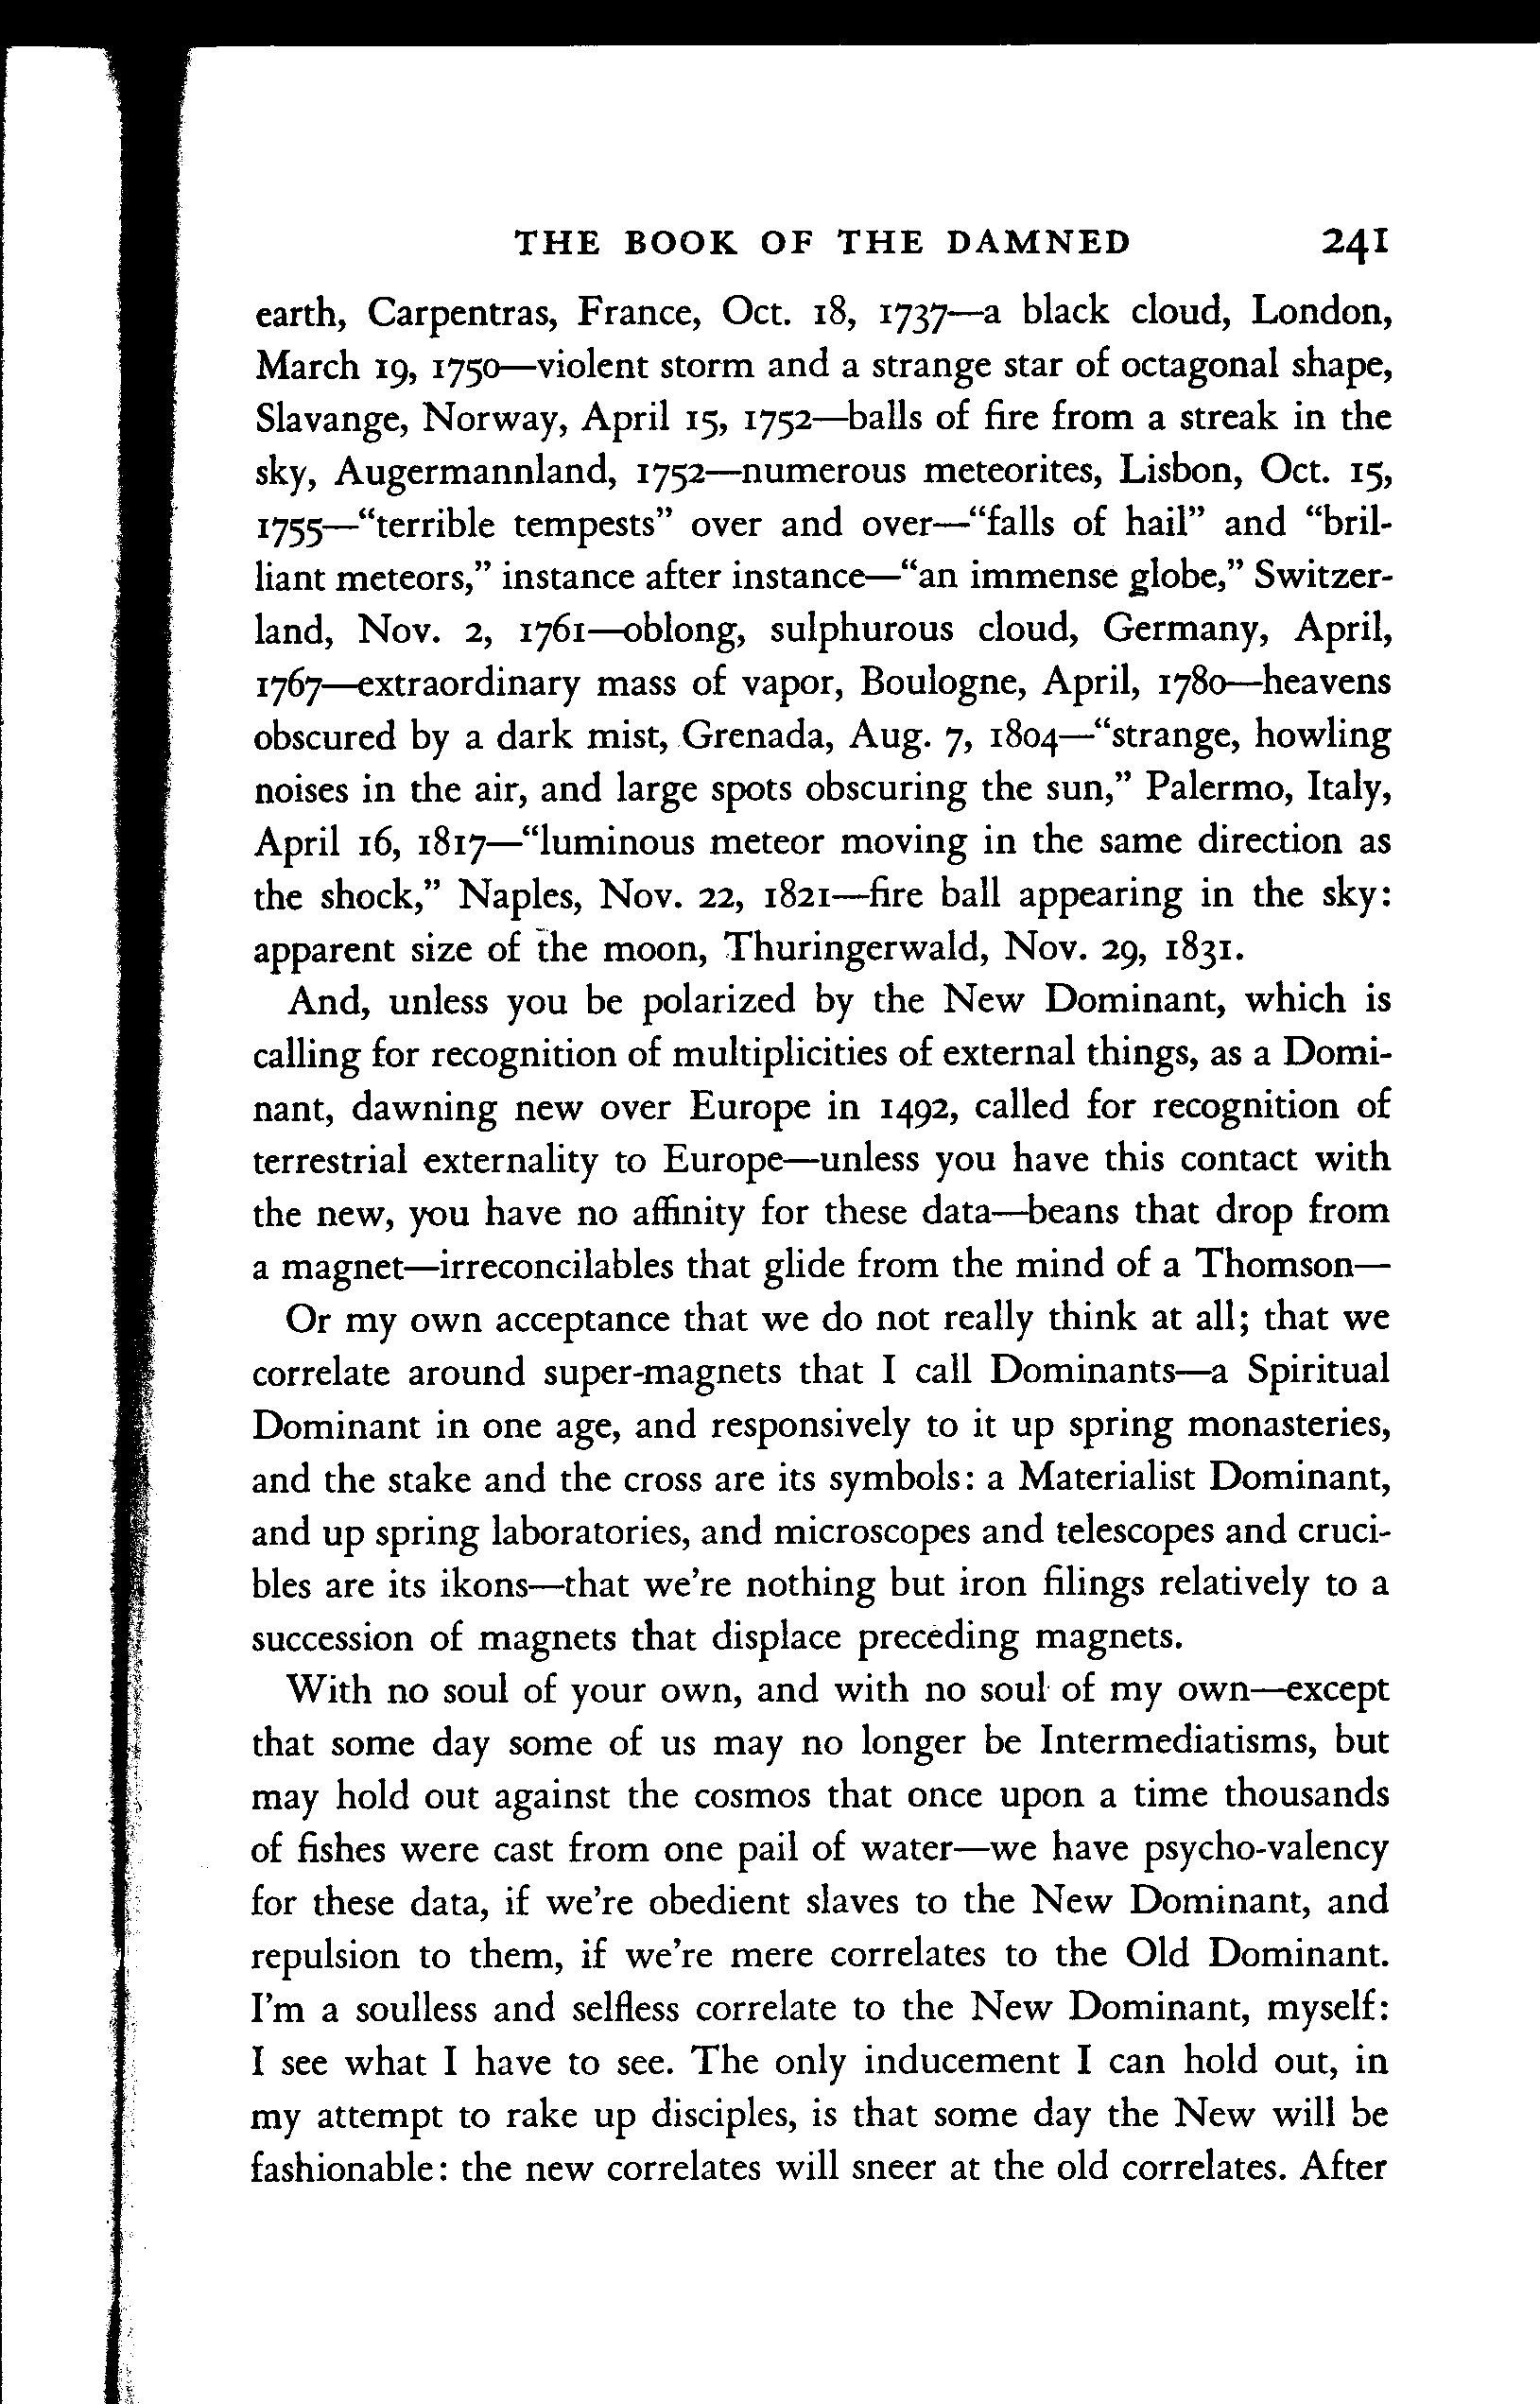 THE BOOK OF THE DAMNED 241
earth, Carpentras, France, Oct. 18, 1737—a black cloud, London,
March 19, 1750—violent storm and a strange star of octagonal shape,
Slavange, Norway, April 15, 1752—balls of fire from a streak in the
sky, Augermannland, 1752—numerous meteorites, Lisbon, Oct. 15,
1755—“terrible tempests” over and over—“falls of hail” and “bril-
liant meteors,” instance after instance—“an immense globe,” Switzer-
land, Nov. 2, 1761—oblong, sulphurous cloud, Germany, April,
1767—extraordinary mass of vapor, Boulogne, April, 1780—heavens
obscured by a dark mist, Grenada, Aug. 7, 1804—“strange, howling
noises in the air, and large spots obscuring the sun,” Palermo, Italy,
April 16, 1817—“luminous meteor moving in the same direction as
the shock,” Naples, Nov. 22, 1821—fire ball appearing in the sky:
apparent size of the moon, Thuringerwald, Nov. 29, 1831.
And, unless you be polarized by the New Dominant, which is
calling for recognition of multiplicities of external things, as a Domi-
nant, dawning new over Europe in 1492, called for recognition of
terrestrial externality to Europe—unless you have this contact with
the new, you have no affinity for these data—beans that drop from
a magnet—irreconcilables that glide from the mind of a Thomson—
Or my own acceptance that we do not really think at all; that we
correlate around super-magnets that I call Dominants—a Spiritual
Dominant in one age, and responsively to it up spring monasteries,
and the stake and the cross are its symbols: a Materialist Dominant,
and up spring laboratories, and microscopes and telescopes and cruci-
bles are its ikons—that we’re nothing but iron filings relatively to a
succession of magnets that displace preceding magnets.
With no soul of your own, and with no soul of my own—except
that some day some of us may no longer be Intermediatisms, but
may hold out against the cosmos that once upon a time thousands
of fishes were cast from one pail of water—we have psycho-valency
for these data, if we’re obedient slaves to the New Dominant, and
repulsion to them, if we’re mere correlates to the Old Dominant.
I’m a soulless and selfless correlate to the New Dominant, myself:
I see what I have to see. The only inducement I can hold out, in
my attempt to rake up disciples, is that some day the New will be
fashionable: the new correlates will sneer at the old correlates. After